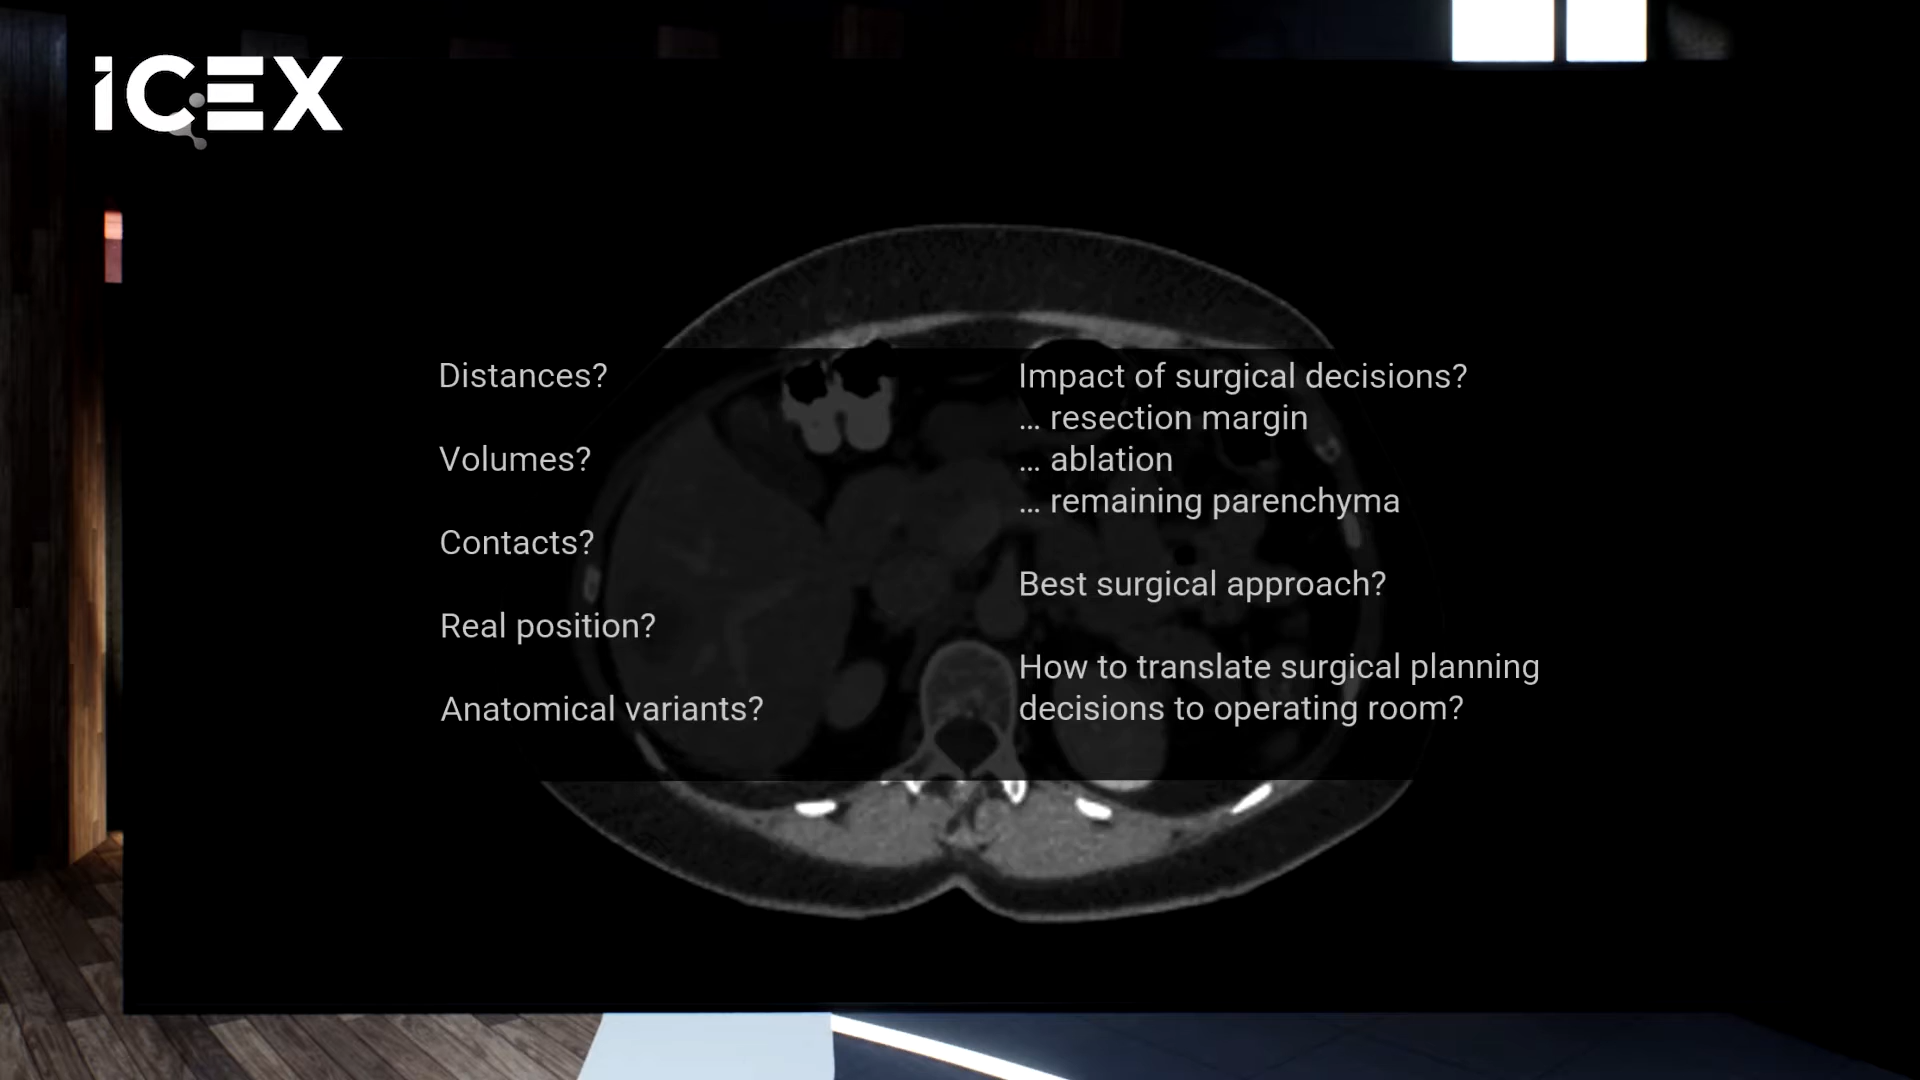 iCEX
Distances?
Volumes?
Contacts?
Real position?
Anatomical variants?
Impact of surgical decisions?
... resection margin
... ablation
... remaining parenchyma
Best surgical approach?
How to translate surgical planning
decisions to operating room?